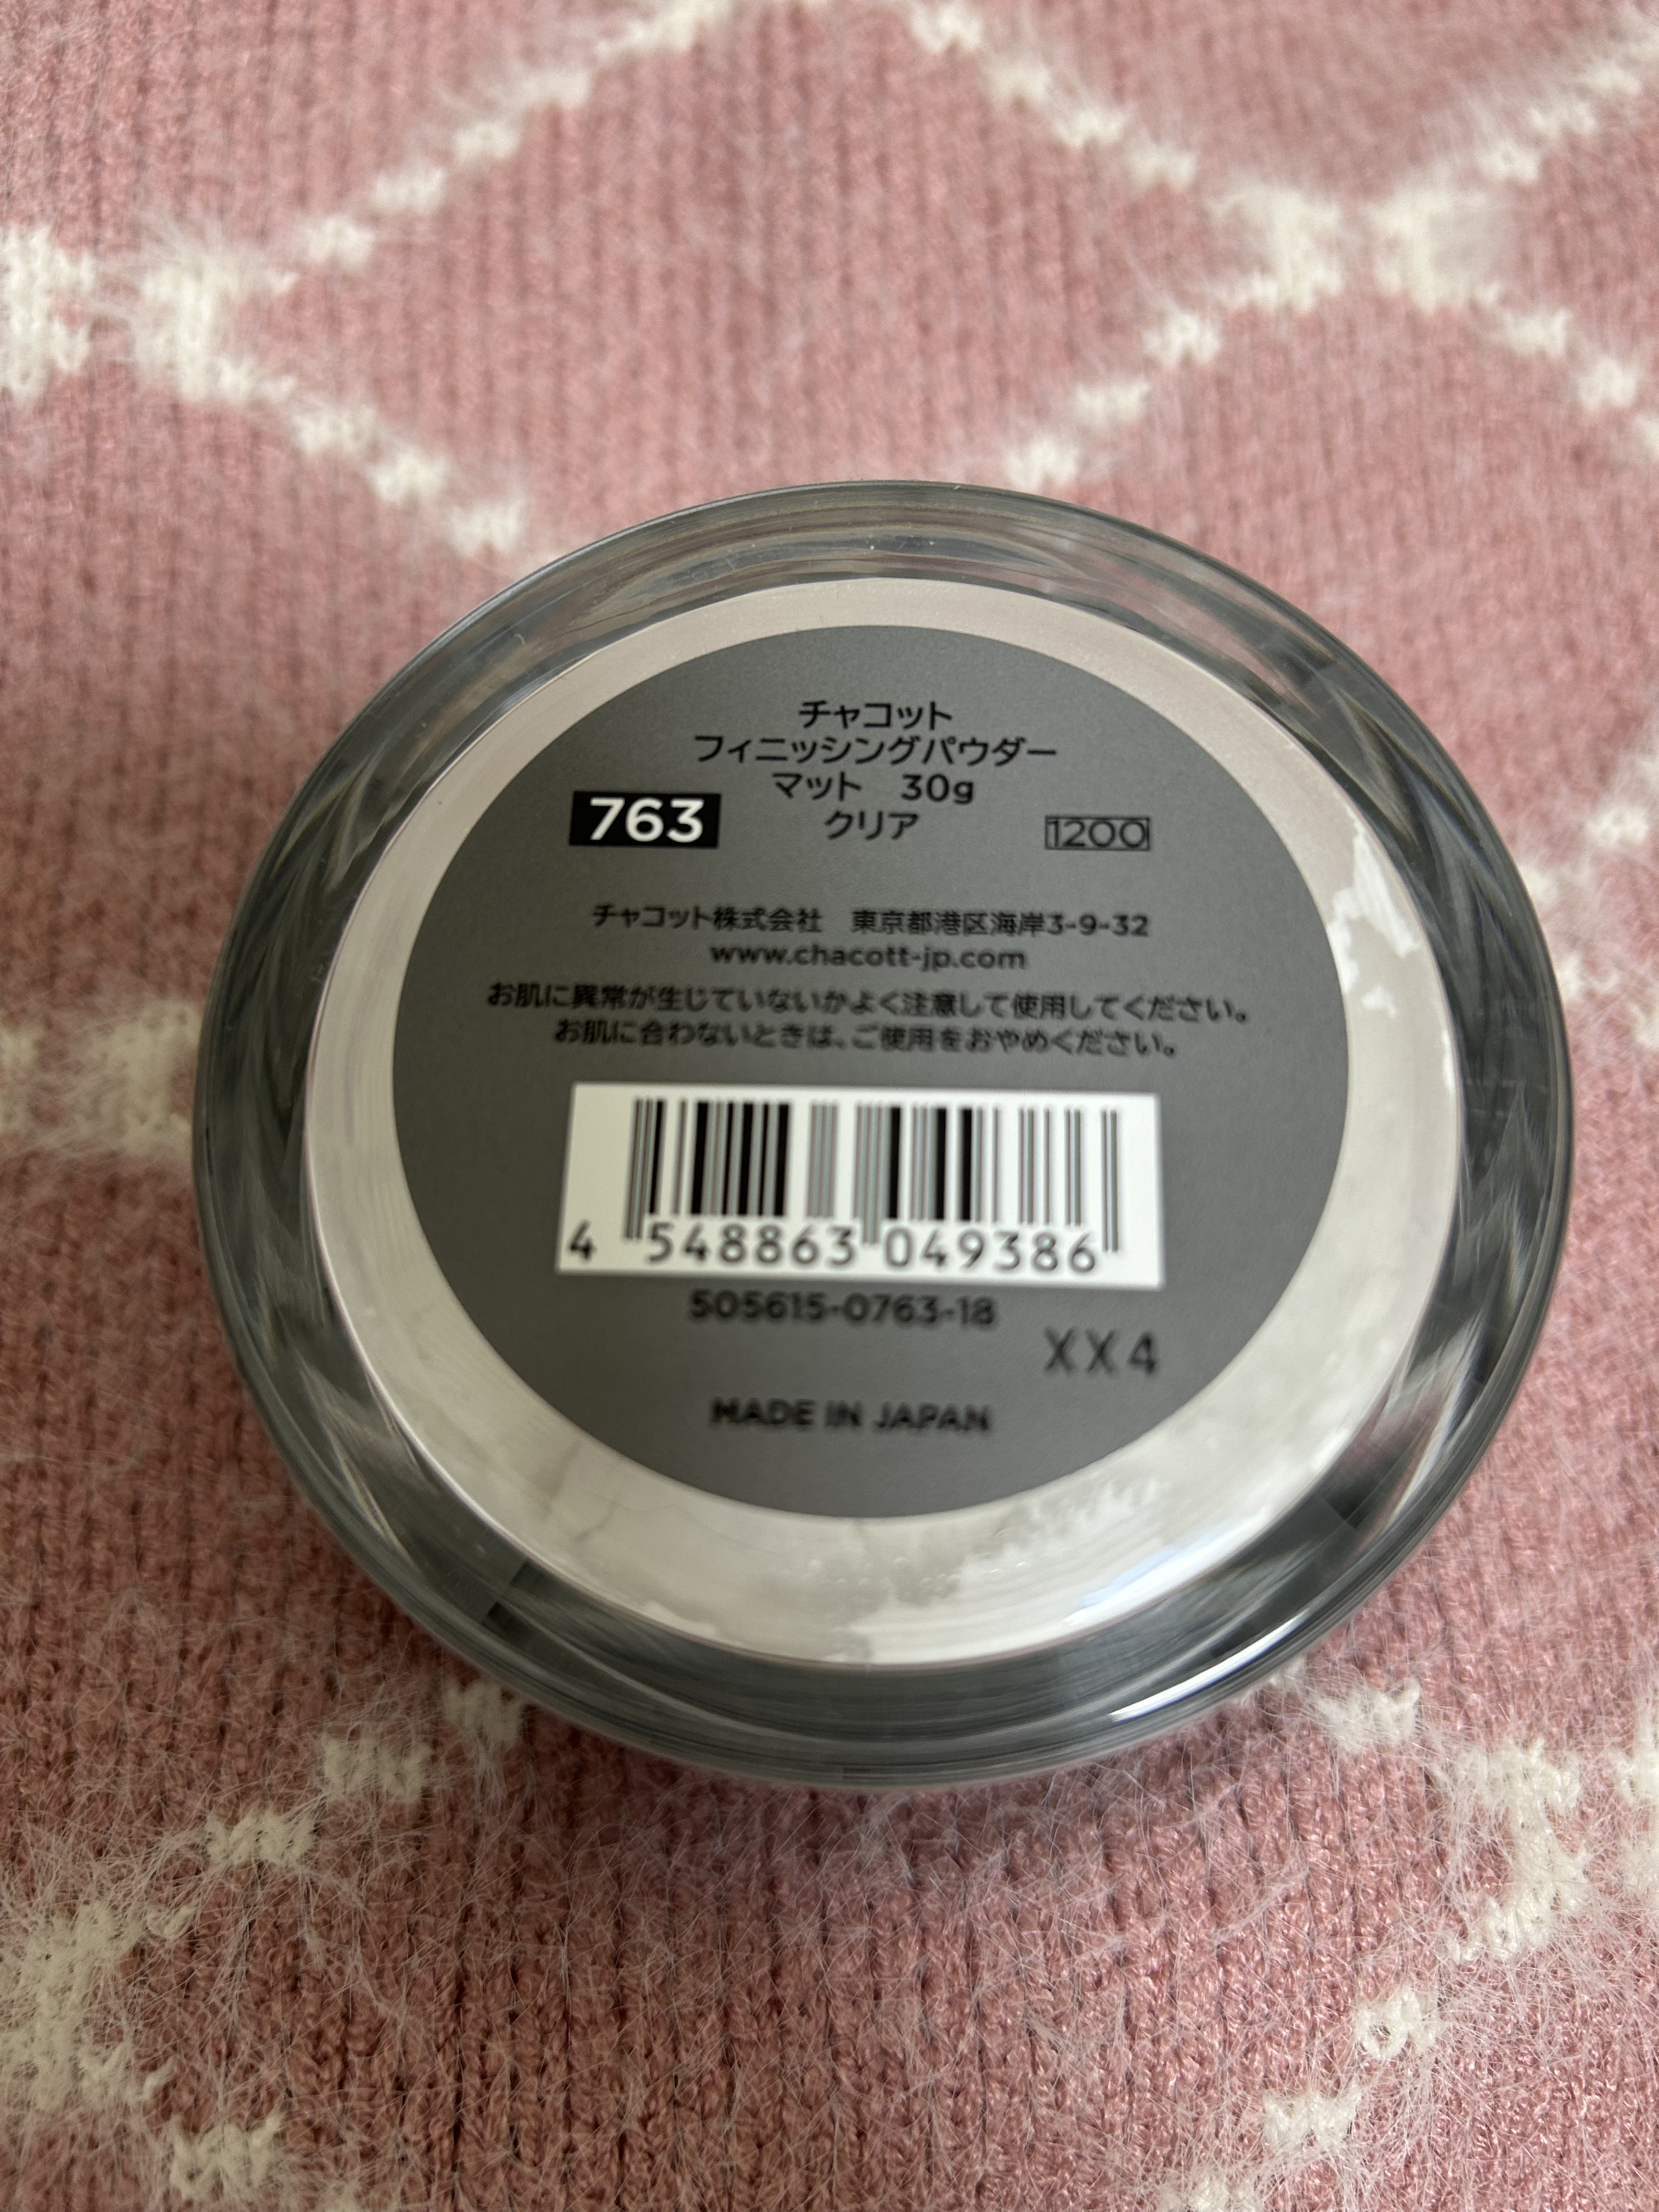 チャコット
フィニッシングパウダー
マット 30g
763 クリア 1200
チャコット株式会社 東京都港区海岸3-9-32
www.chacott-jp.com
お肌に異常が生じていないかよく注意して使用してください。
お肌に合わないときは、ご使用をおやめください。
4 548863 049386
505615-0763-18
XX4
MADE IN JAPAN